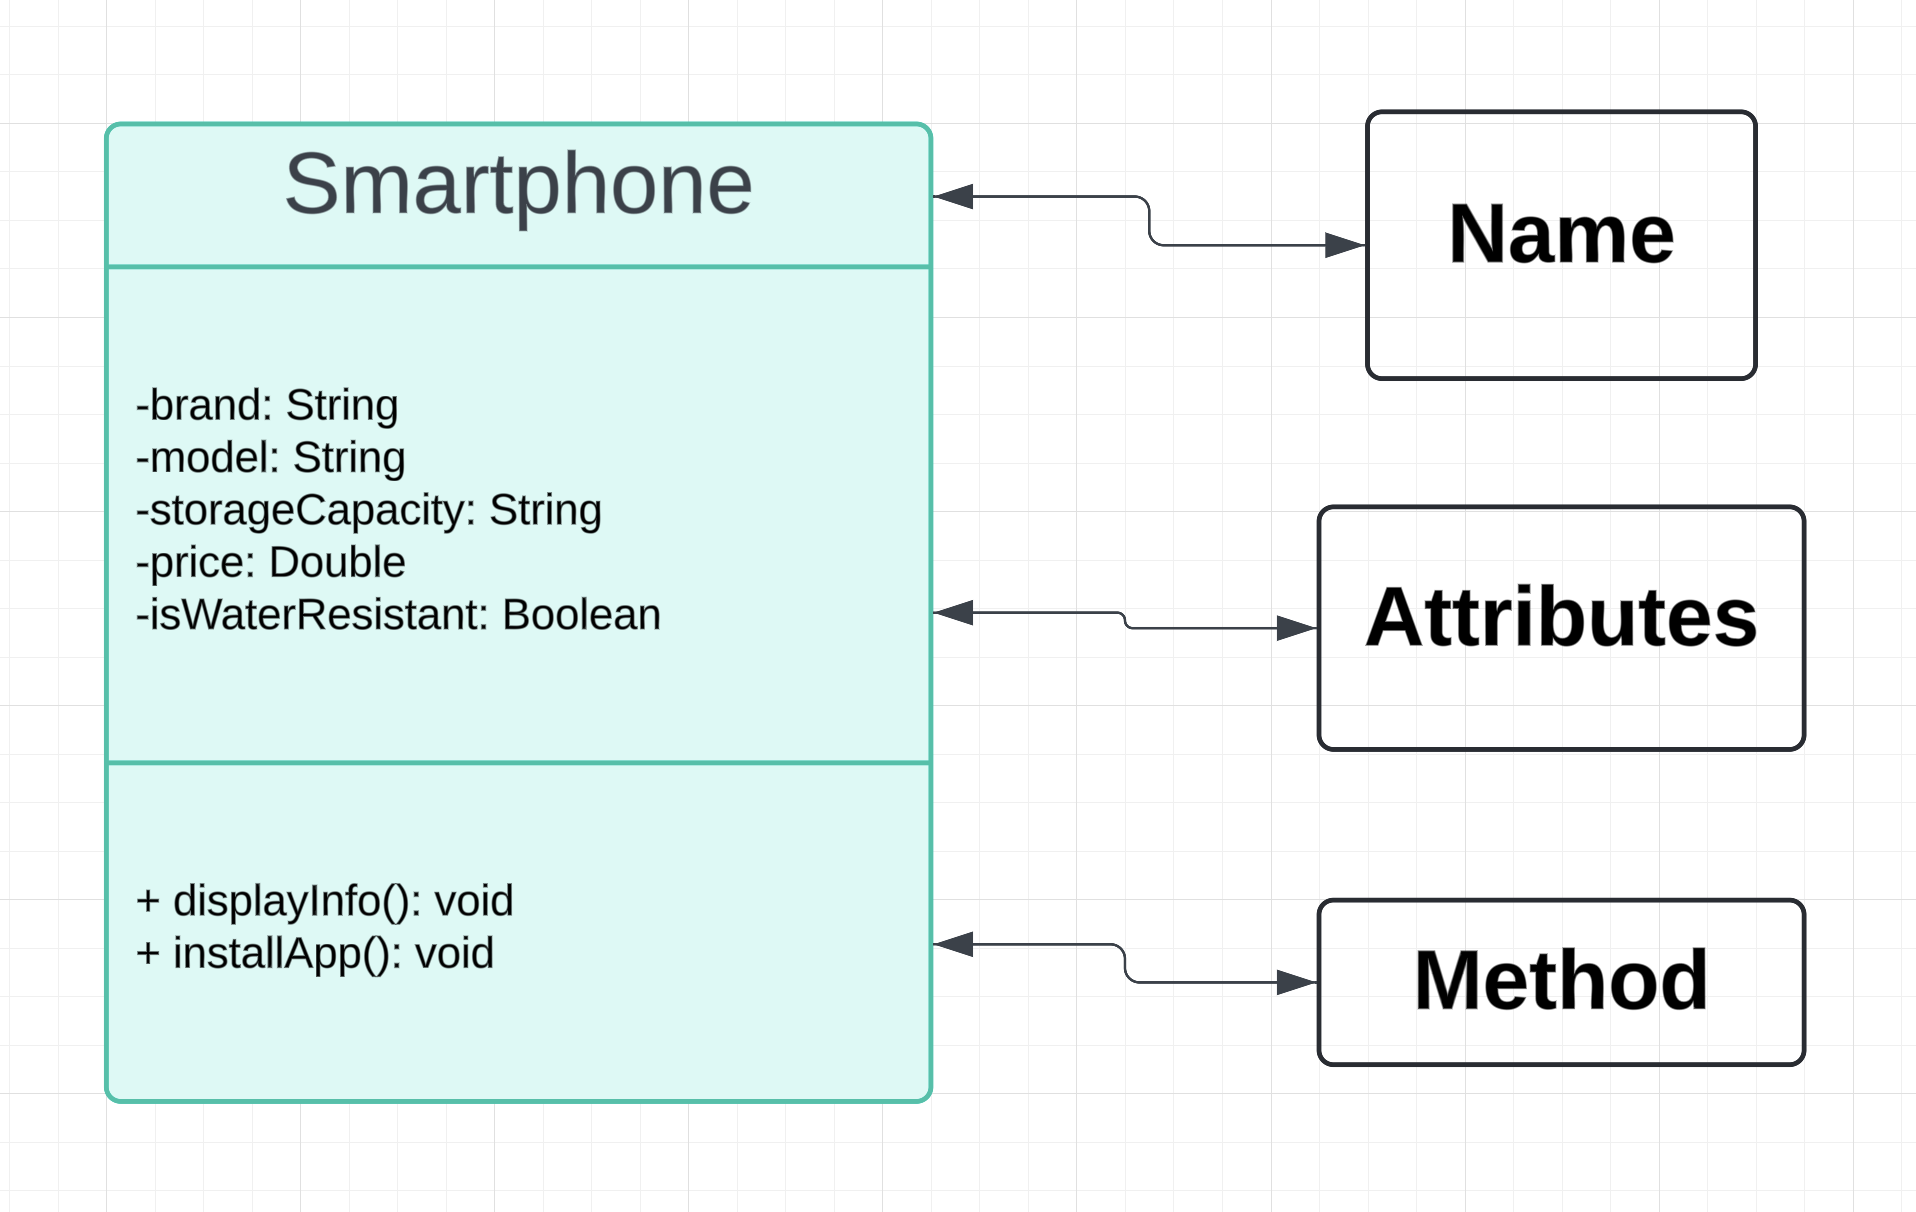 Smartphone
-brand: String
-model: String
-storageCapacity: String
-price: Double
-isWaterResistant: Boolean
+ displayInfo(): void
+ installApp(): void
Name
Attributes
Method